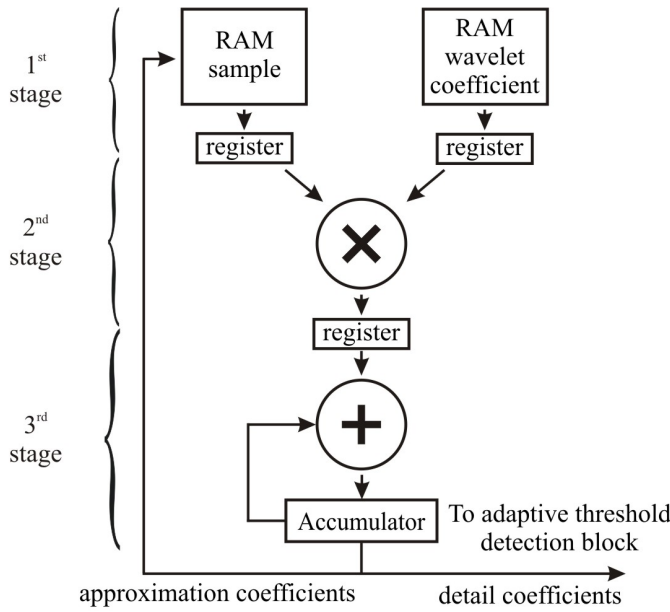 RAM
sample
RAM
wavelet
coefficient
1st
stage
register
register
2nd
stage
register
3rd
stage
Accumulator
To adaptive threshold
detection block
approximation coefficients
detail coefficients